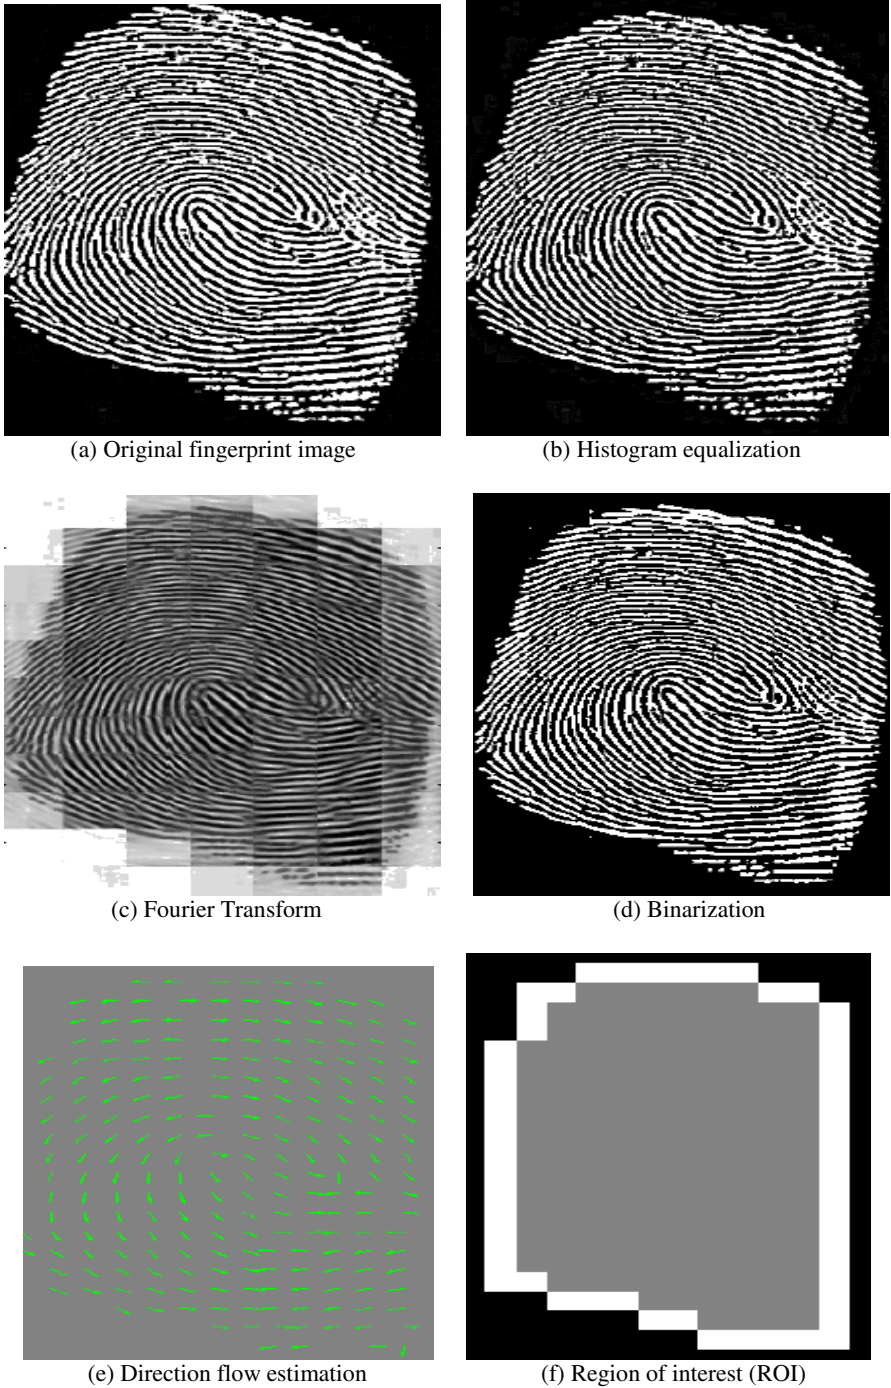 (a) Original fingerprint image
(b) Histogram equalization
(c) Fourier Transform
(d) Binarization
(e) Direction flow estimation
(f) Region of interest (ROI)